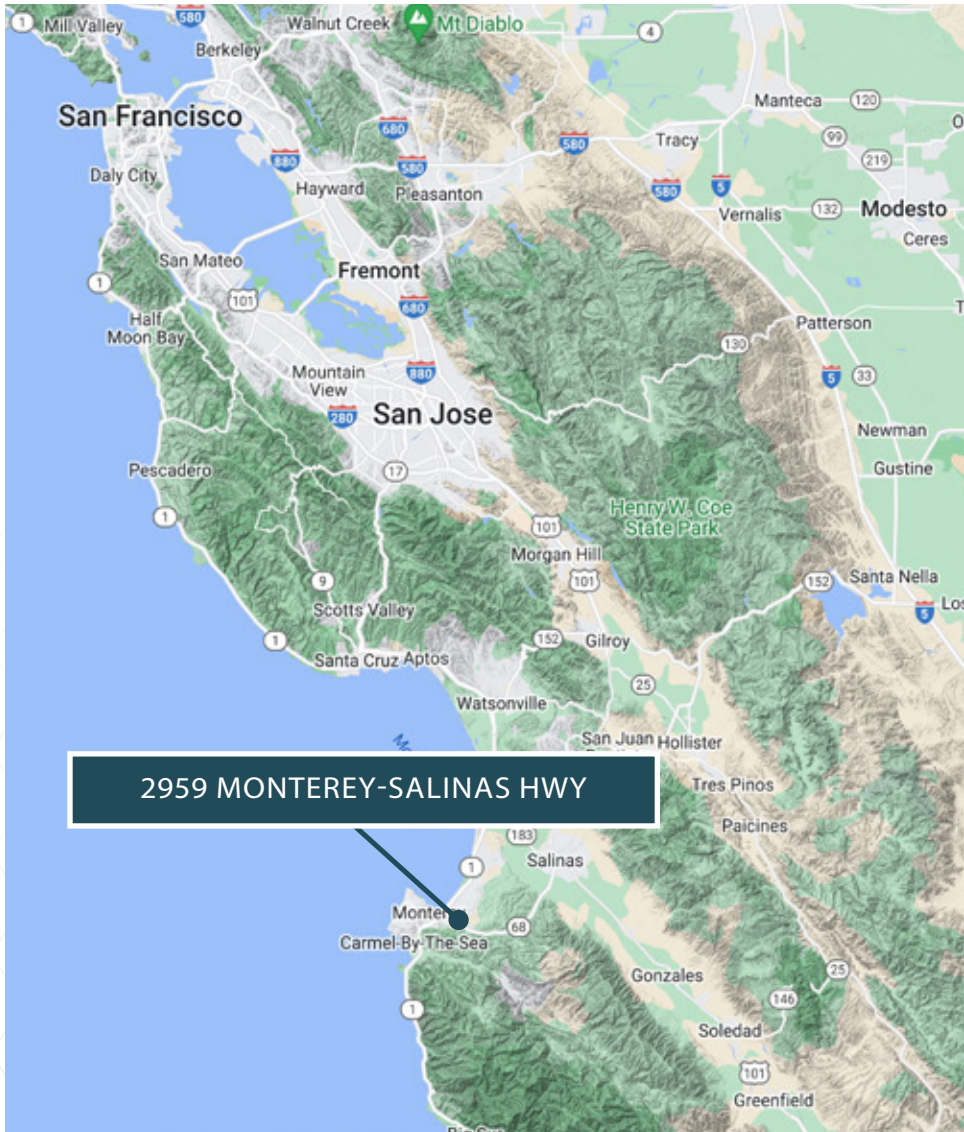 1
580
Mill Valley
Walnut Creek
Mt Diablo
4
Berkeley
Manteca
120
San Francisco
680
99
Tracy
580
880
580
219
Daly City
Hayward
Pleasanton
580
5
Vernalis
132
Modesto
Ceres
San Mateo
Fremont
1
101
680
Half
Moon Bay
Patterson
130
Mountain
View
880
5
33
280
San Jose
Newman
17
Gustine
Pescadero
Henry W. Coe
State Park
1
101
Morgan Hill
9
101
152
Santa Nella
Scotts Valley
5
Los
1
152
Gilroy
Santa Cruz
Aptos
25
Watsonville
San Juan
Hollister
2959 MONTEREY-SALINAS HWY
Tres Pinos
Paicines
183
Salinas
1
Monterey
68
Carmel-By-The-Sea
Gonzales
25
146
1
Soledad
101
Greenfield